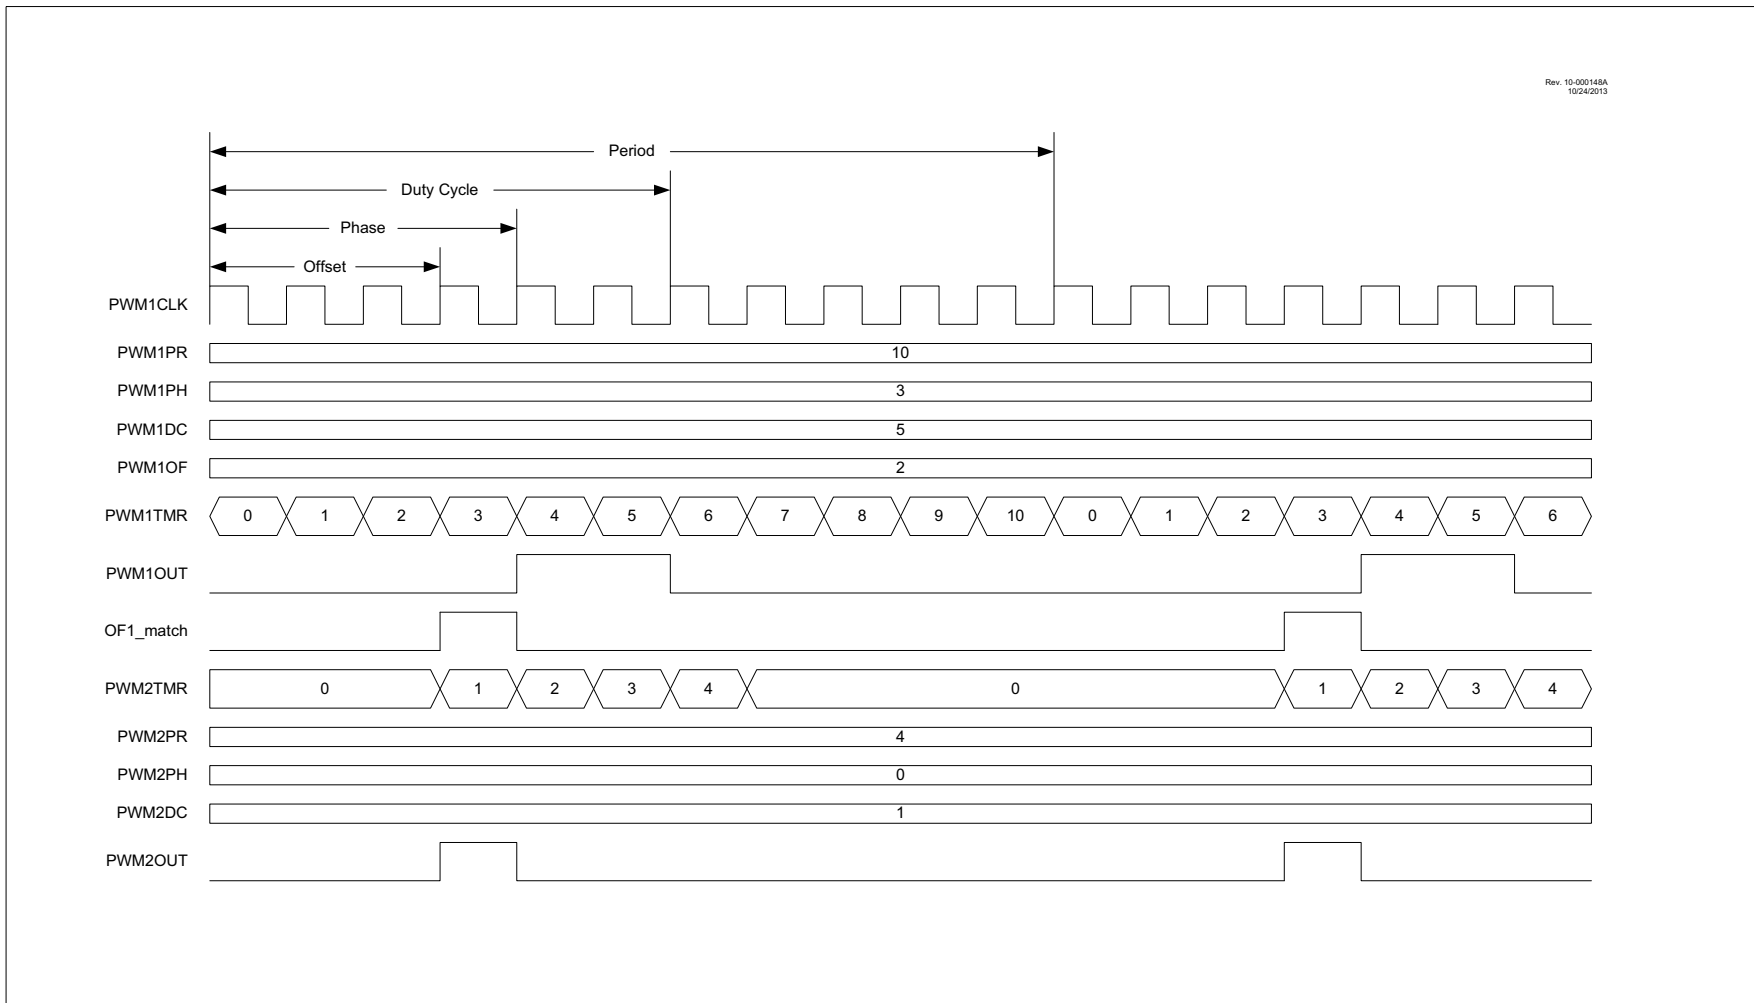 Rev. 10-000148A
10/24/2013
Period
Duty Cycle
Phase
Offset
PWM1CLK
PWM1PR 10
PWM1PH 3
PWM1DC 5
PWM1OF 2
PWM1TMR 0 1 2 3 4 5 6 7 8 9 10 0 1 2 3 4 5 6
PWM1OUT
OF1_match
PWM2TMR 0 1 2 3 4 0 1 2 3 4
PWM2PR 4
PWM2PH 0
PWM2DC 1
PWM2OUT